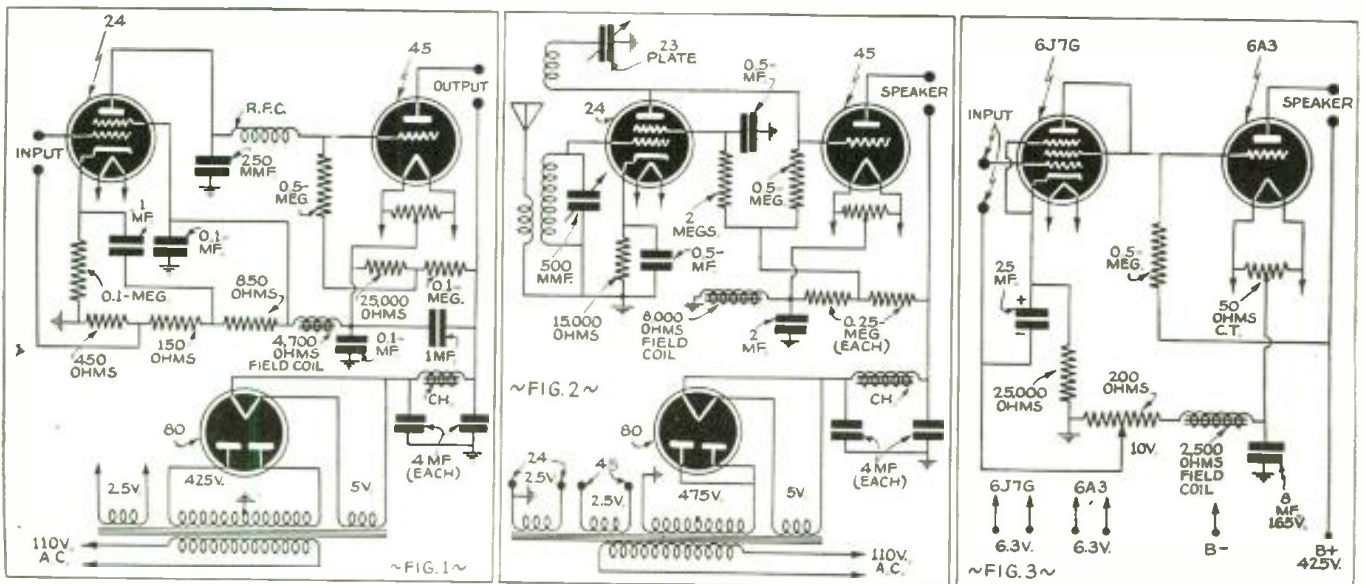 24
45
OUTPUT
R.F.C.
INPUT
250
MMF.
0.5-
MEG.
1
MF.
0.1-
MF.
0.1-MEG.
850
OHMS
25,000
OHMS
0.1-
MEG.
450
OHMS
150
OHMS
4,700
OHMS
FIELD COIL
0.1-
MF.
1MF.
CH.
80
4 MF
(EACH)
2.5V.
425V.
5V.
110V.
A.C.
~FIG. 1~
23
PLATE
0.5-
MF.
45
SPEAKER
24
0.5-
MEG.
2
MEGS.
500
MMF.
0.5-
MF.
15,000
OHMS
8,000
OHMS
FIELD
COIL
2
MF.
0.25-
MEG
(EACH)
~FIG. 2~
CH.
80
4 MF
(EACH)
24
2.5V.
45
2.5V.
475V.
5V.
110V.
A.C.
6J7G
6A3
SPEAKER
INPUT
0.5-
MEG.
25
MF.
50
OHMS
C.T.
25,000
OHMS
200
OHMS
10V.
2,500
OHMS
FIELD
COIL
8
MF.
165V.
6J7G
6A3
6.3V.
6.3V.
B-
B+
425V.
~FIG. 3~